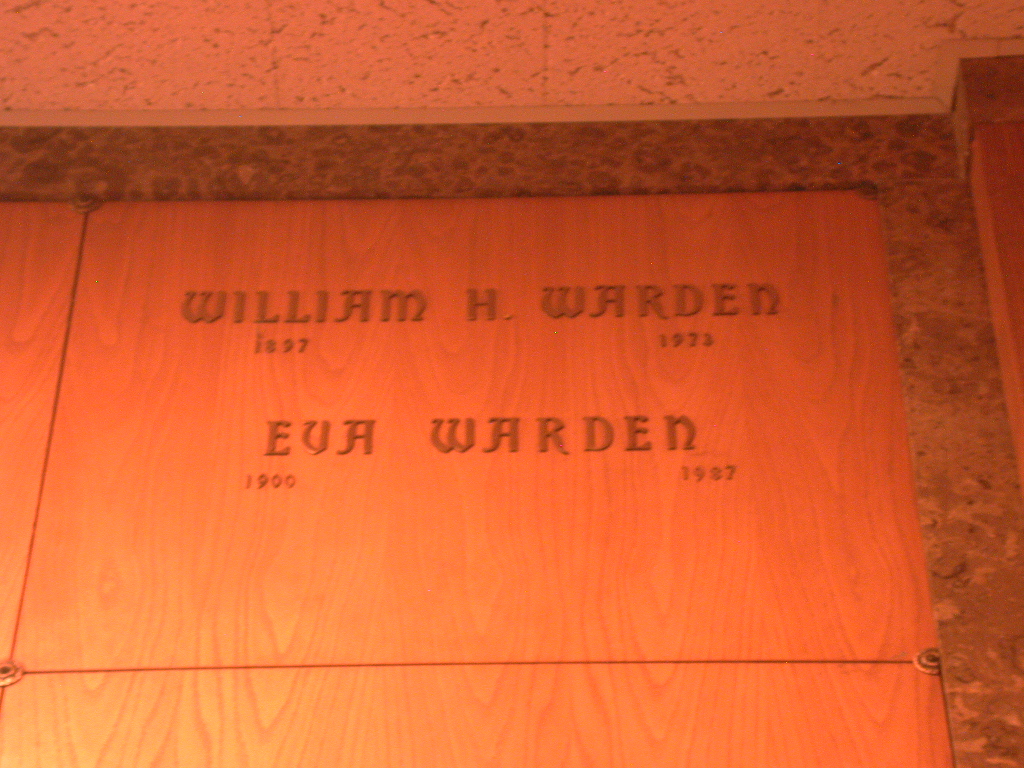 WILLIAM H. WARDEN
1897 1973
EVA WARDEN
1900 1987